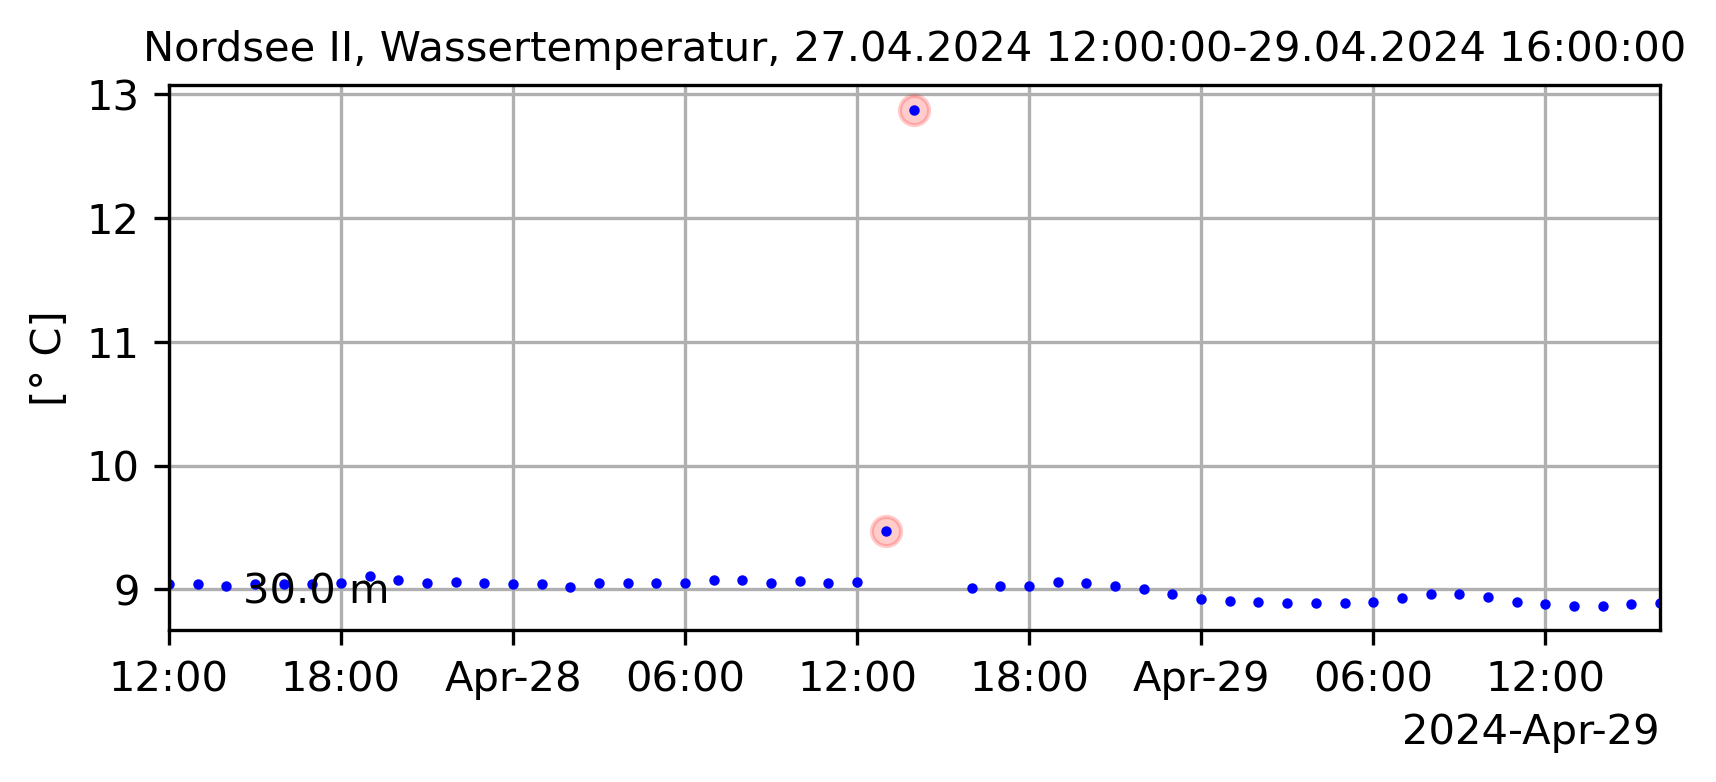 Nordsee II, Wassertemperatur, 27.04.2024 12:00:00-29.04.2024 16:00:00
13
12
11
10
9
[° C]
30.0 m
12:00 18:00 Apr-28 06:00 12:00 18:00 Apr-29 06:00 12:00
2024-Apr-29